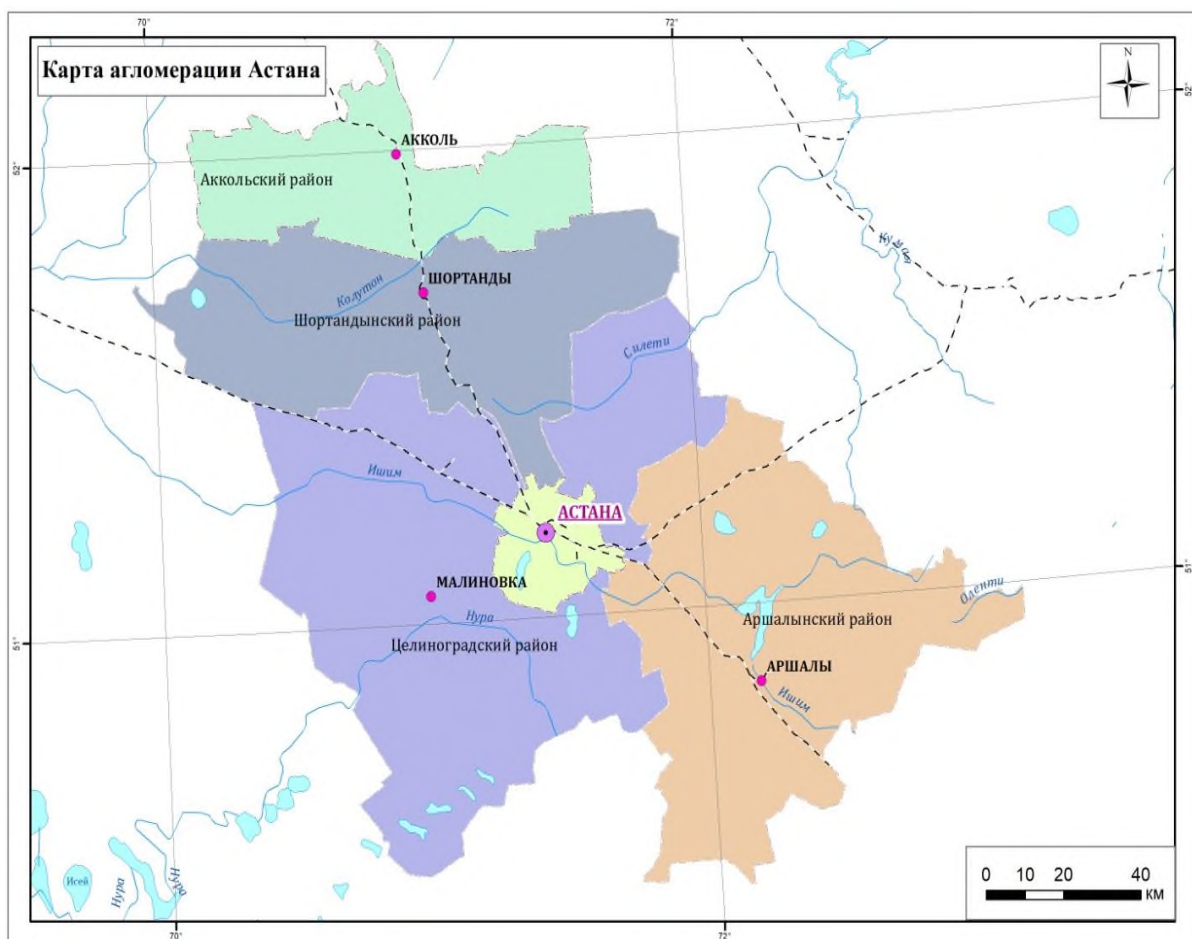 70°
72°
Карта агломерации Астана
N
52°
52°
АККОЛЬ
Аккольский район
ШОРТАНДЫ
Колутон
Шортандынский район
Силети
Ишим
АСТАНА
МАЛИНОВКА
Нура
Целиноградский район
Аршалынский район
Оленти
АРШАЛЫ
Ишим
51°
51°
Исей
Нура
Нура
0 10 20 40
КМ
70°
72°